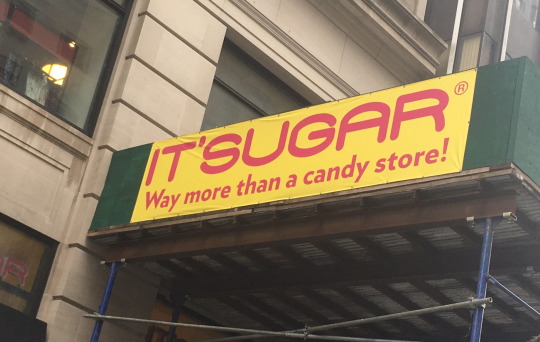 IT'SUGAR®
Way more than a candy store!